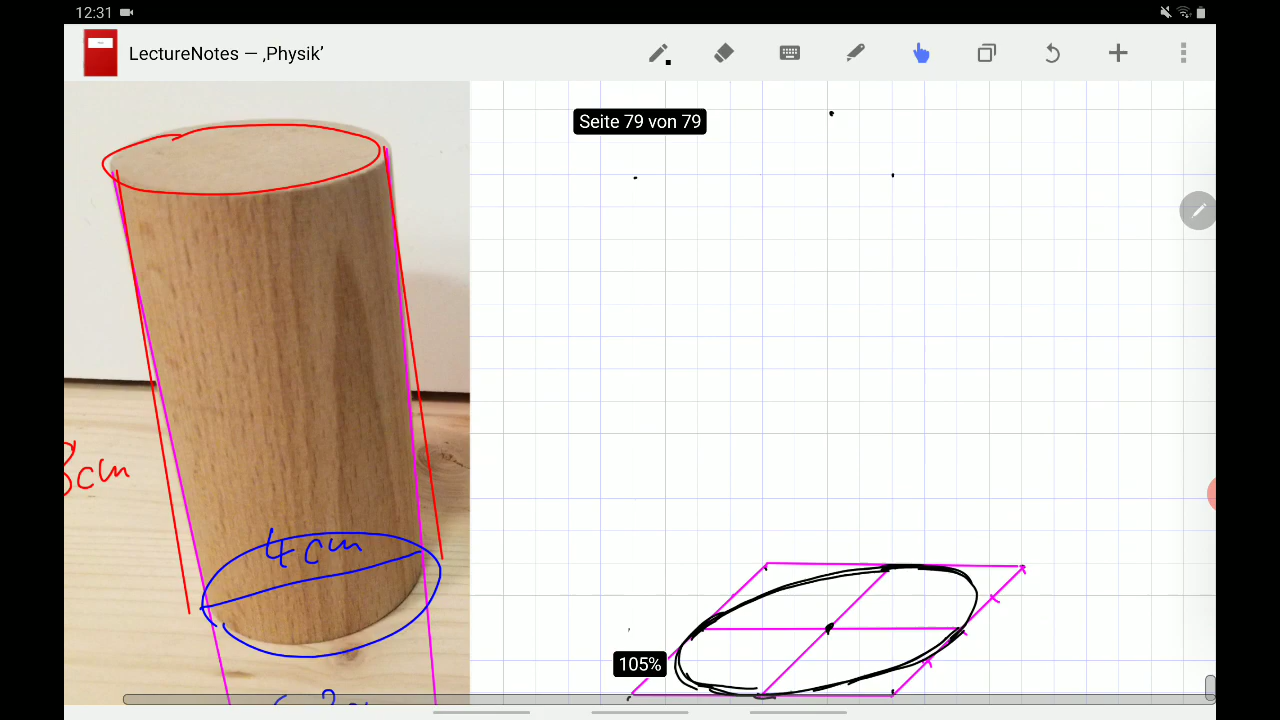 12:31
LectureNotes — ‚Physik‘
Seite 79 von 79
8cm
4cm
105%